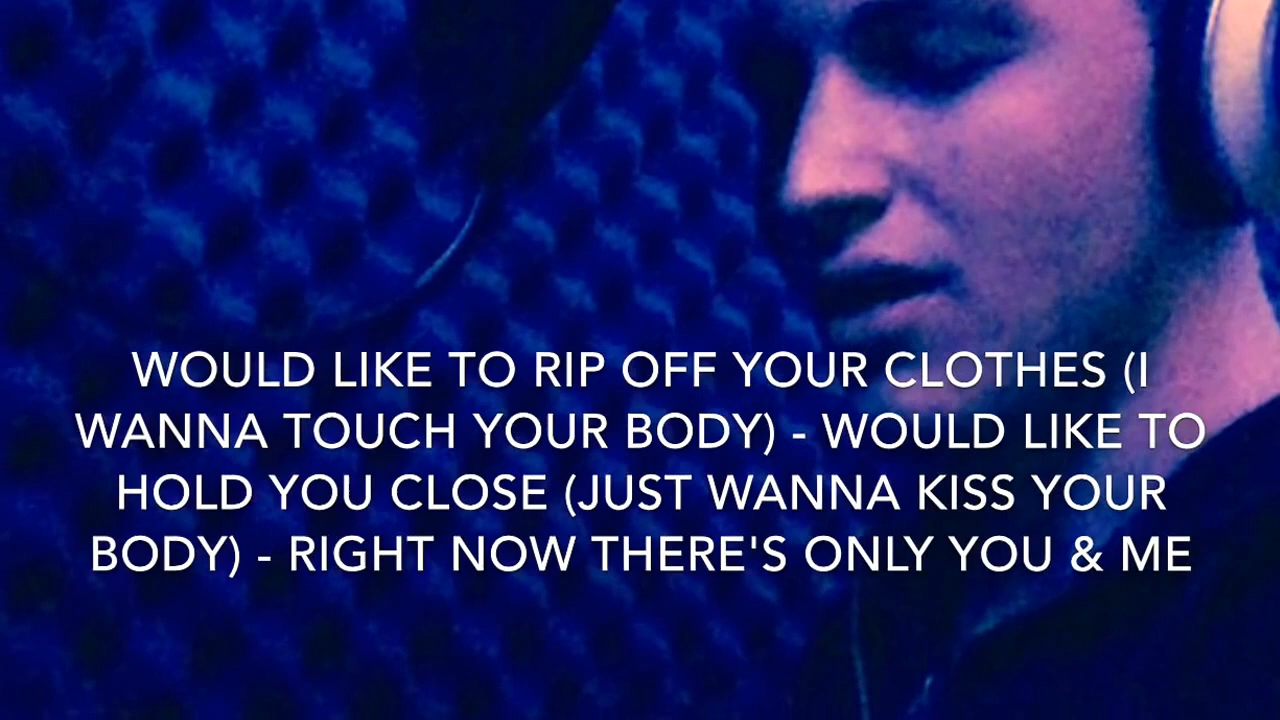 WOULD LIKE TO RIP OFF YOUR CLOTHES (I
WANNA TOUCH YOUR BODY) - WOULD LIKE TO
HOLD YOU CLOSE (JUST WANNA KISS YOUR
BODY) - RIGHT NOW THERE'S ONLY YOU & ME